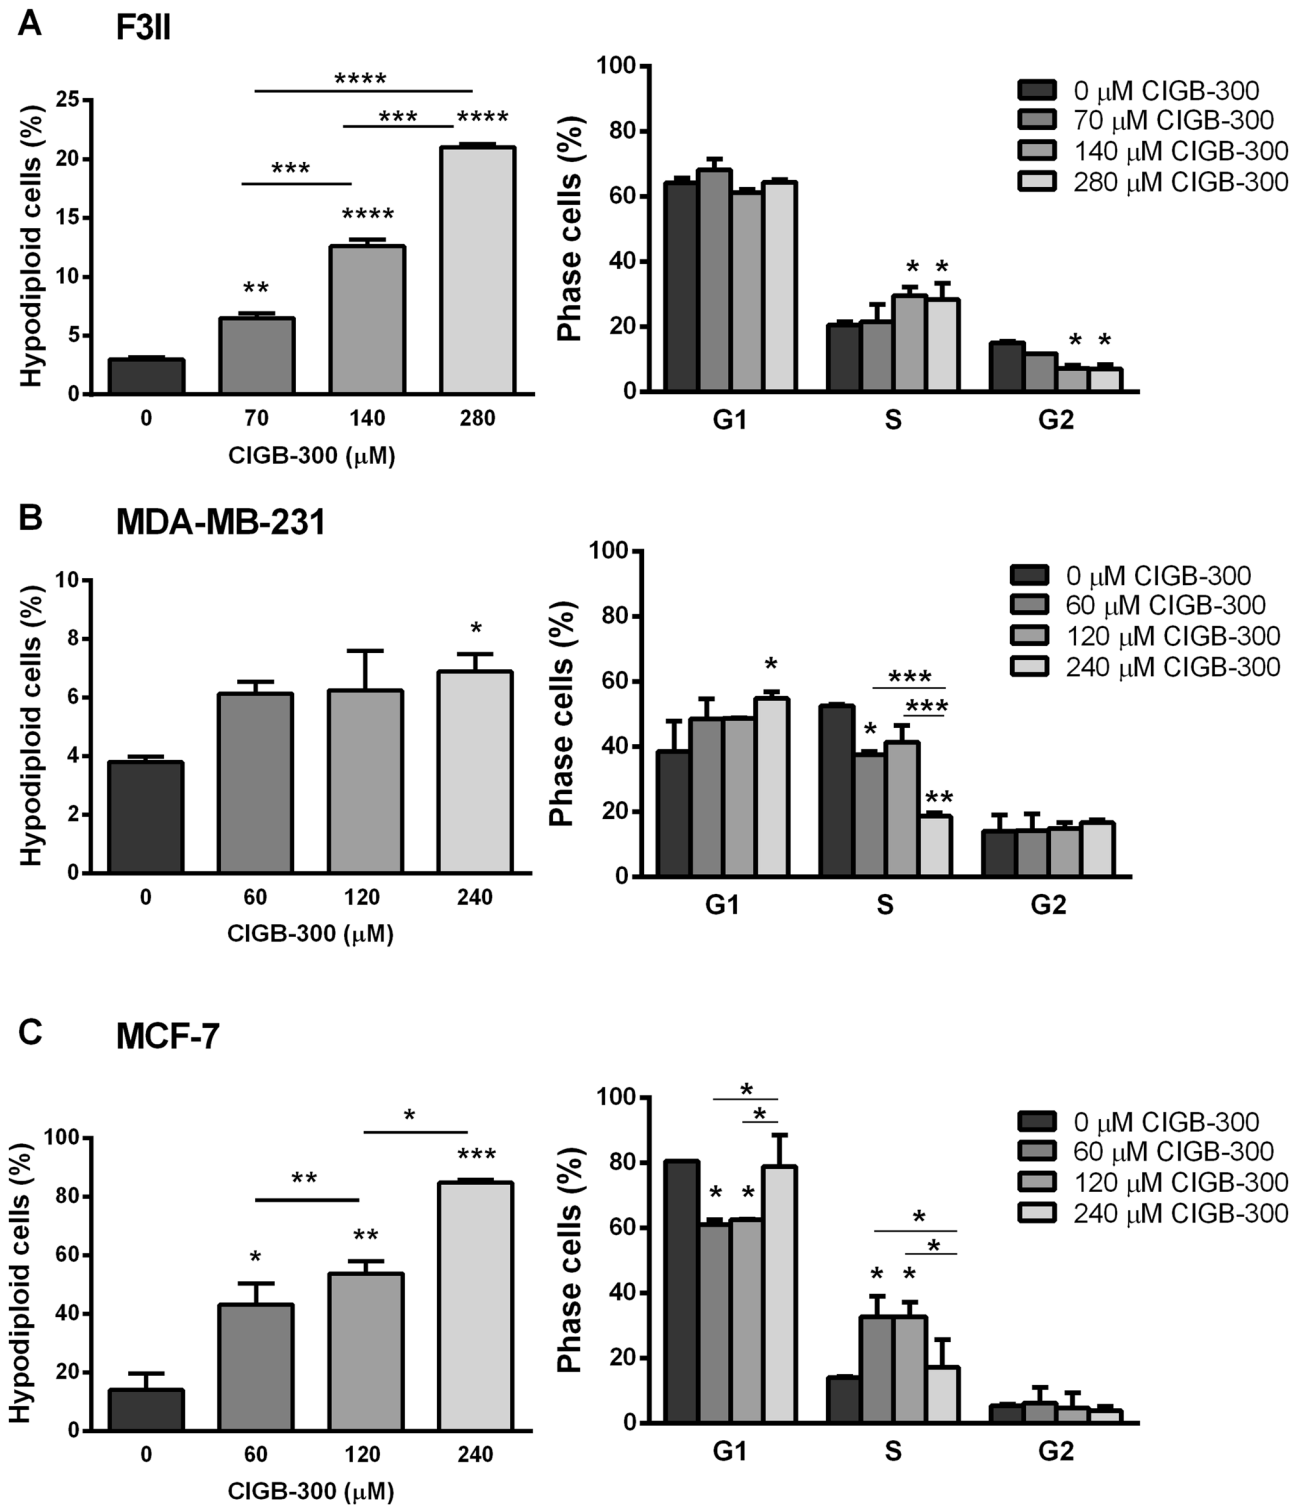 A F3II
Hypodiploid cells (%)
25
20
15
10
5
0
**
***
****
***
****
****
0 70 140 280
CIGB-300 (μM)
Phase cells (%)
100
80
60
40
20
0
* *
* *
G1 S G2
0 μM CIGB-300
70 μM CIGB-300
140 μM CIGB-300
280 μM CIGB-300
B MDA-MB-231
Hypodiploid cells (%)
10
8
6
4
2
0
*
0 60 120 240
CIGB-300 (μM)
Phase cells (%)
100
80
60
40
20
0
*
***
***
*
**
G1 S G2
0 μM CIGB-300
60 μM CIGB-300
120 μM CIGB-300
240 μM CIGB-300
C MCF-7
Hypodiploid cells (%)
100
80
60
40
20
0
*
**
**
*
***
0 60 120 240
CIGB-300 (μM)
Phase cells (%)
100
80
60
40
20
0
*
*
* *
*
*
* *
G1 S G2
0 μM CIGB-300
60 μM CIGB-300
120 μM CIGB-300
240 μM CIGB-300